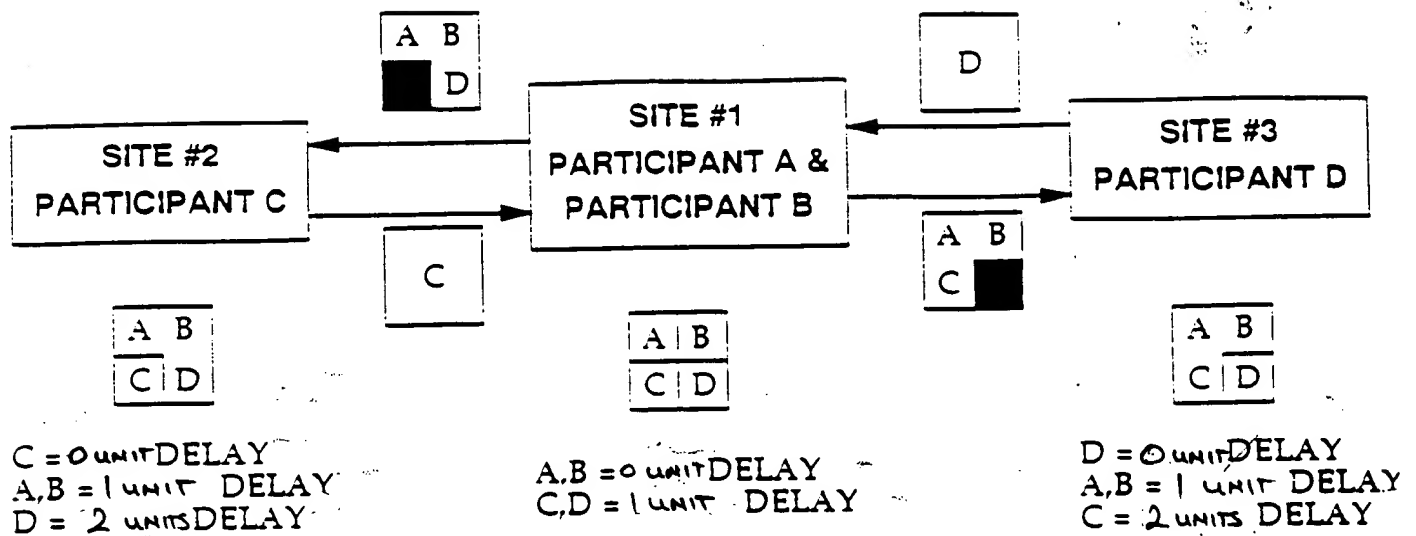 A B
D
D
SITE #2
PARTICIPANT C
SITE #1
PARTICIPANT A &
PARTICIPANT B
SITE #3
PARTICIPANT D
C
A B
C
A B
C D
A B
C D
A B
C D
C = 0 UNIT DELAY
A,B = 1 UNIT DELAY
D = 2 UNITS DELAY
A,B = 0 UNIT DELAY
C,D = 1 UNIT DELAY
D = 0 UNIT DELAY
A,B = 1 UNIT DELAY
C = 2 UNITS DELAY